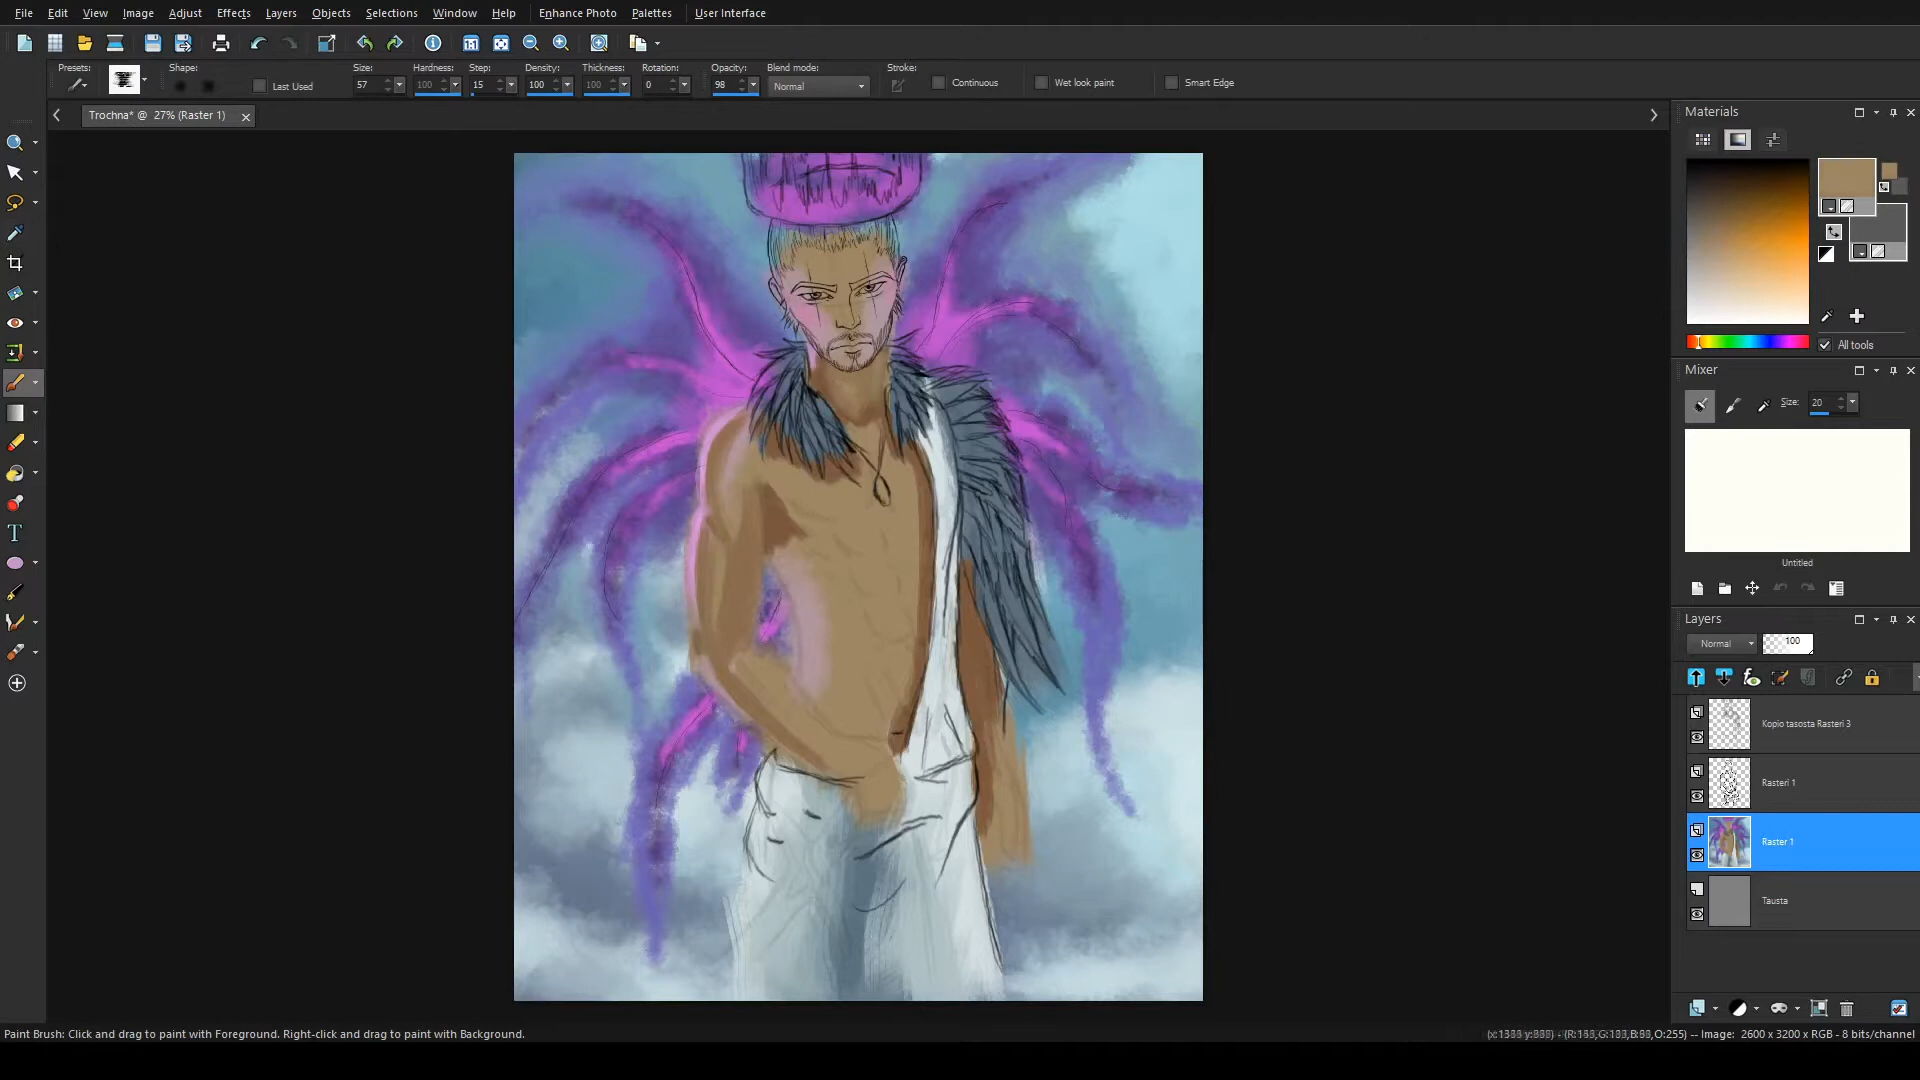 File Edit View Image Adjust Effects Layers Objects Selections Window Help Enhance Photo Palettes User Interface
Presets: Shape: Last Used Size: Hardness: Step: Density: Thickness: Rotation: Opacity: Blend mode: Stroke: Continuous Wet look paint Smart Edge
57 100 15 100 100 0 98 Normal
Trochna* @ 27% (Raster 1)
Materials
All tools
Mixer
Size: 20
Untitled
Layers
Normal 100
Kopio tasosta Rasteri 3
Rasteri 1
Raster 1
Tausta
Paint Brush: Click and drag to paint with Foreground. Right-click and drag to paint with Background.
O:255) -- Image: 2600 x 3200 x RGB - 8 bits/channel